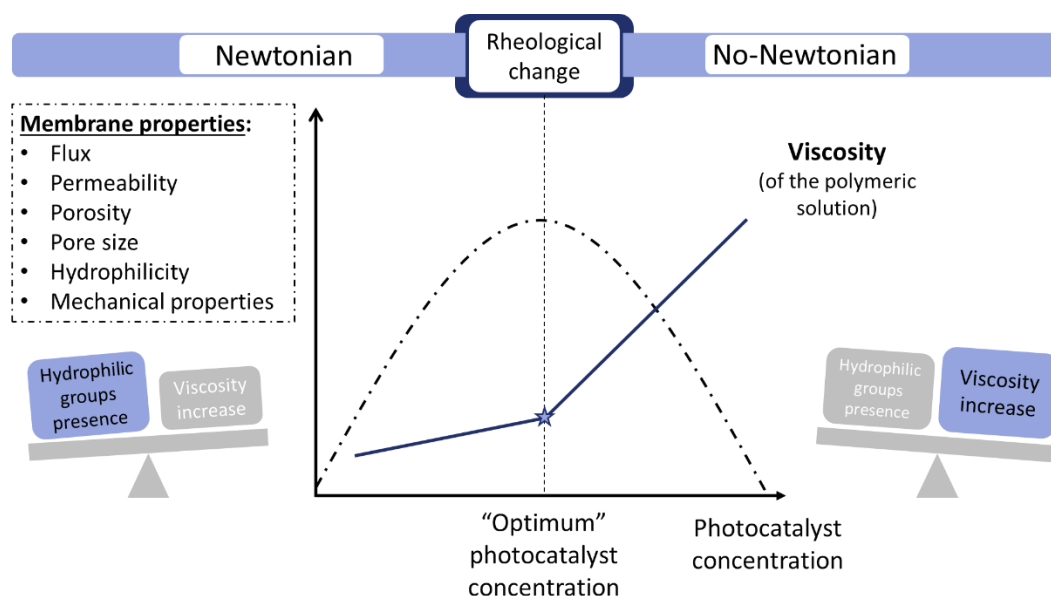 Newtonian
Rheological
change
No-Newtonian
Membrane properties:
• Flux
• Permeability
• Porosity
• Pore size
• Hydrophilicity
• Mechanical properties
Viscosity
(of the polymeric
solution)
Hydrophilic
groups
presence
Viscosity
increase
Hydrophilic
groups
presence
Viscosity
increase
“Optimum”
photocatalyst
concentration
Photocatalyst
concentration